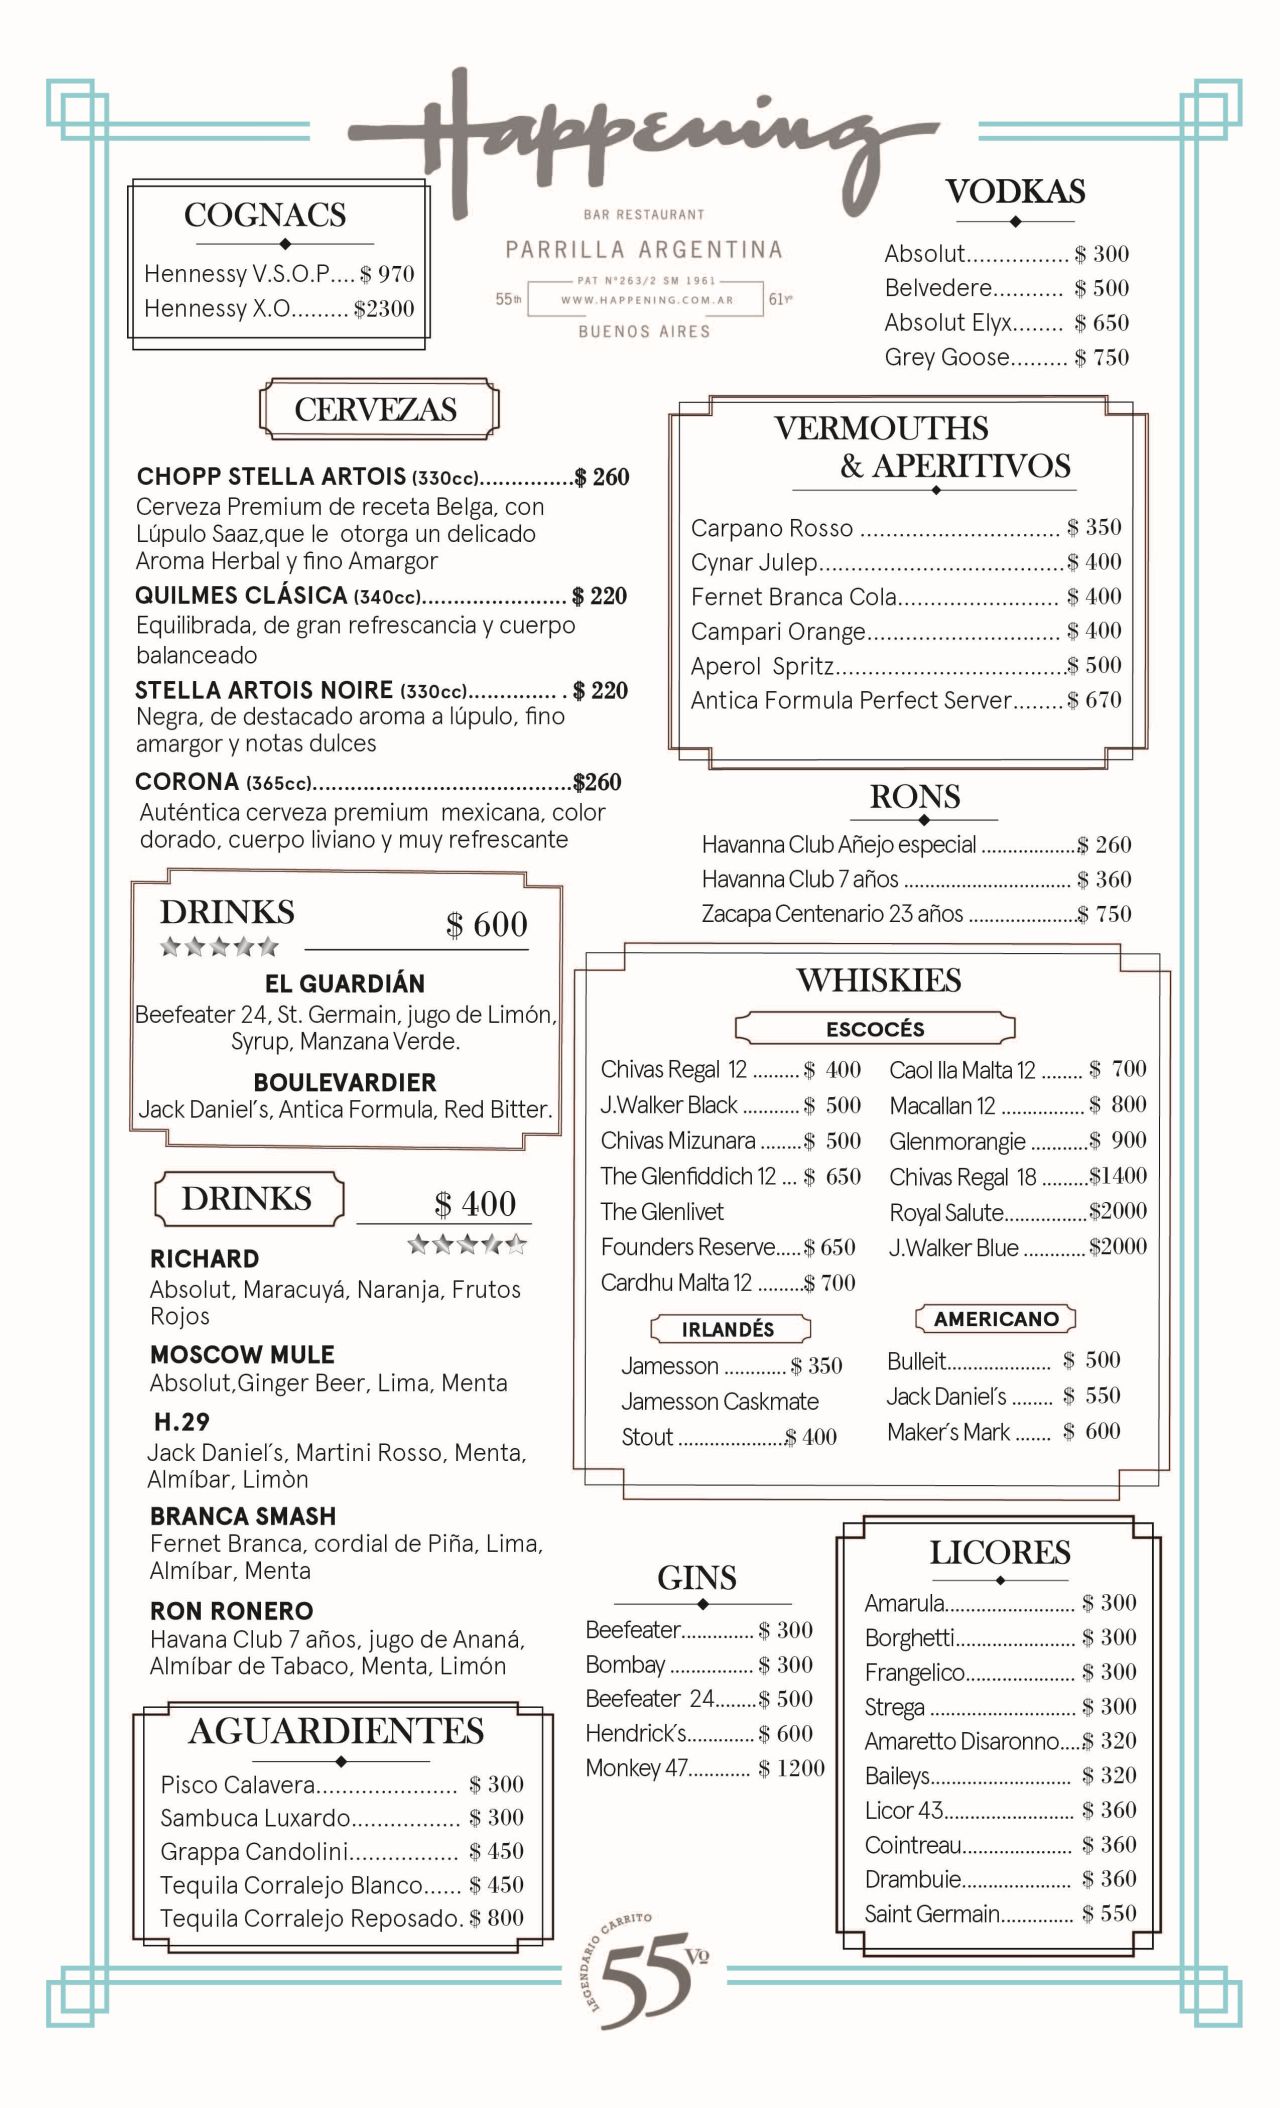 Happening
BAR RESTAURANT
PARRILLA ARGENTINA
PAT Nº263/2 SM 1961
55th WWW.HAPPENING.COM.AR 61yº
BUENOS AIRES
COGNACS
Hennessy V.S.O.P.... $ 970
Hennessy X.O......... $2300
VODKAS
Absolut................ $ 300
Belvedere........... $ 500
Absolut Elyx........ $ 650
Grey Goose......... $ 750
CERVEZAS
CHOPP STELLA ARTOIS (330cc)...............$ 260
Cerveza Premium de receta Belga, con
Lúpulo Saaz,que le otorga un delicado
Aroma Herbal y fino Amargor
QUILMES CLÁSICA (340cc)....................... $ 220
Equilibrada, de gran refrescancia y cuerpo
balanceado
STELLA ARTOIS NOIRE (330cc).............. . $ 220
Negra, de destacado aroma a lúpulo, fino
amargor y notas dulces
CORONA (365cc).........................................$260
Auténtica cerveza premium mexicana, color
dorado, cuerpo liviano y muy refrescante
VERMOUTHS
& APERITIVOS
Carpano Rosso ............................... $ 350
Cynar Julep......................................$ 400
Fernet Branca Cola......................... $ 400
Campari Orange.............................. $ 400
Aperol Spritz....................................$ 500
Antica Formula Perfect Server........$ 670
RONS
Havanna Club Añejo especial ..................$ 260
Havanna Club 7 años ................................ $ 360
Zacapa Centenario 23 años .....................$ 750
DRINKS
$ 600
EL GUARDIÁN
Beefeater 24, St. Germain, jugo de Limón,
Syrup, Manzana Verde.
BOULEVARDIER
Jack Daniel´s, Antica Formula, Red Bitter.
DRINKS
$ 400
RICHARD
Absolut, Maracuyá, Naranja, Frutos
Rojos
MOSCOW MULE
Absolut,Ginger Beer, Lima, Menta
H.29
Jack Daniel´s, Martini Rosso, Menta,
Almíbar, Limòn
BRANCA SMASH
Fernet Branca, cordial de Piña, Lima,
Almíbar, Menta
RON RONERO
Havana Club 7 años, jugo de Ananá,
Almíbar de Tabaco, Menta, Limón
WHISKIES
ESCOCÉS
Chivas Regal 12 ......... $ 400
J.Walker Black ........... $ 500
Chivas Mizunara ........$ 500
The Glenfiddich 12 ... $ 650
The Glenlivet
Founders Reserve.....$ 650
Cardhu Malta 12 .........$ 700
Caol Ila Malta 12 ........ $ 700
Macallan 12 ................ $ 800
Glenmorangie ...........$ 900
Chivas Regal 18 .........$1400
Royal Salute................$2000
J.Walker Blue ............ $2000
IRLANDÉS
Jamesson ............ $ 350
Jamesson Caskmate
Stout .....................$ 400
AMERICANO
Bulleit.................... $ 500
Jack Daniel´s ........ $ 550
Maker´s Mark ....... $ 600
AGUARDIENTES
Pisco Calavera...................... $ 300
Sambuca Luxardo................. $ 300
Grappa Candolini................. $ 450
Tequila Corralejo Blanco...... $ 450
Tequila Corralejo Reposado. $ 800
GINS
Beefeater.............. $ 300
Bombay ................ $ 300
Beefeater 24........$ 500
Hendrick´s............. $ 600
Monkey 47............ $ 1200
LICORES
Amarula......................... $ 300
Borghetti....................... $ 300
Frangelico..................... $ 300
Strega ............................ $ 300
Amaretto Disaronno....$ 320
Baileys........................... $ 320
Licor 43......................... $ 360
Cointreau..................... $ 360
Drambuie..................... $ 360
Saint Germain.............. $ 550
LEGENDARIO CARRITO
55Vº